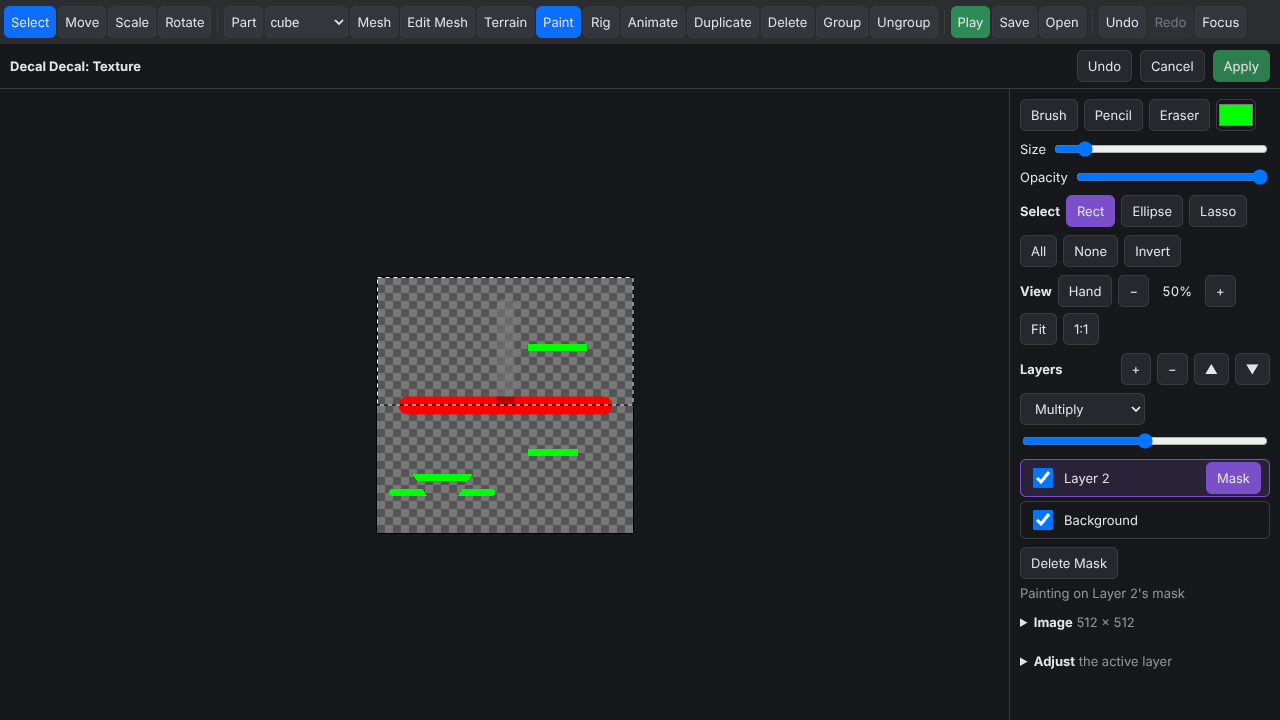 Select Move Scale Rotate Part cube Mesh Edit Mesh Terrain Paint Rig Animate Duplicate Delete Group Ungroup Play Save Open Undo Redo Focus
Decal Decal: Texture Undo Cancel Apply
Brush Pencil Eraser
Size
Opacity
Select Rect Ellipse Lasso
All None Invert
View Hand − 50% +
Fit 1:1
Layers + − ▲ ▼
Multiply
Layer 2 Mask
Background
Delete Mask
Painting on Layer 2's mask
Image 512 × 512
Adjust the active layer